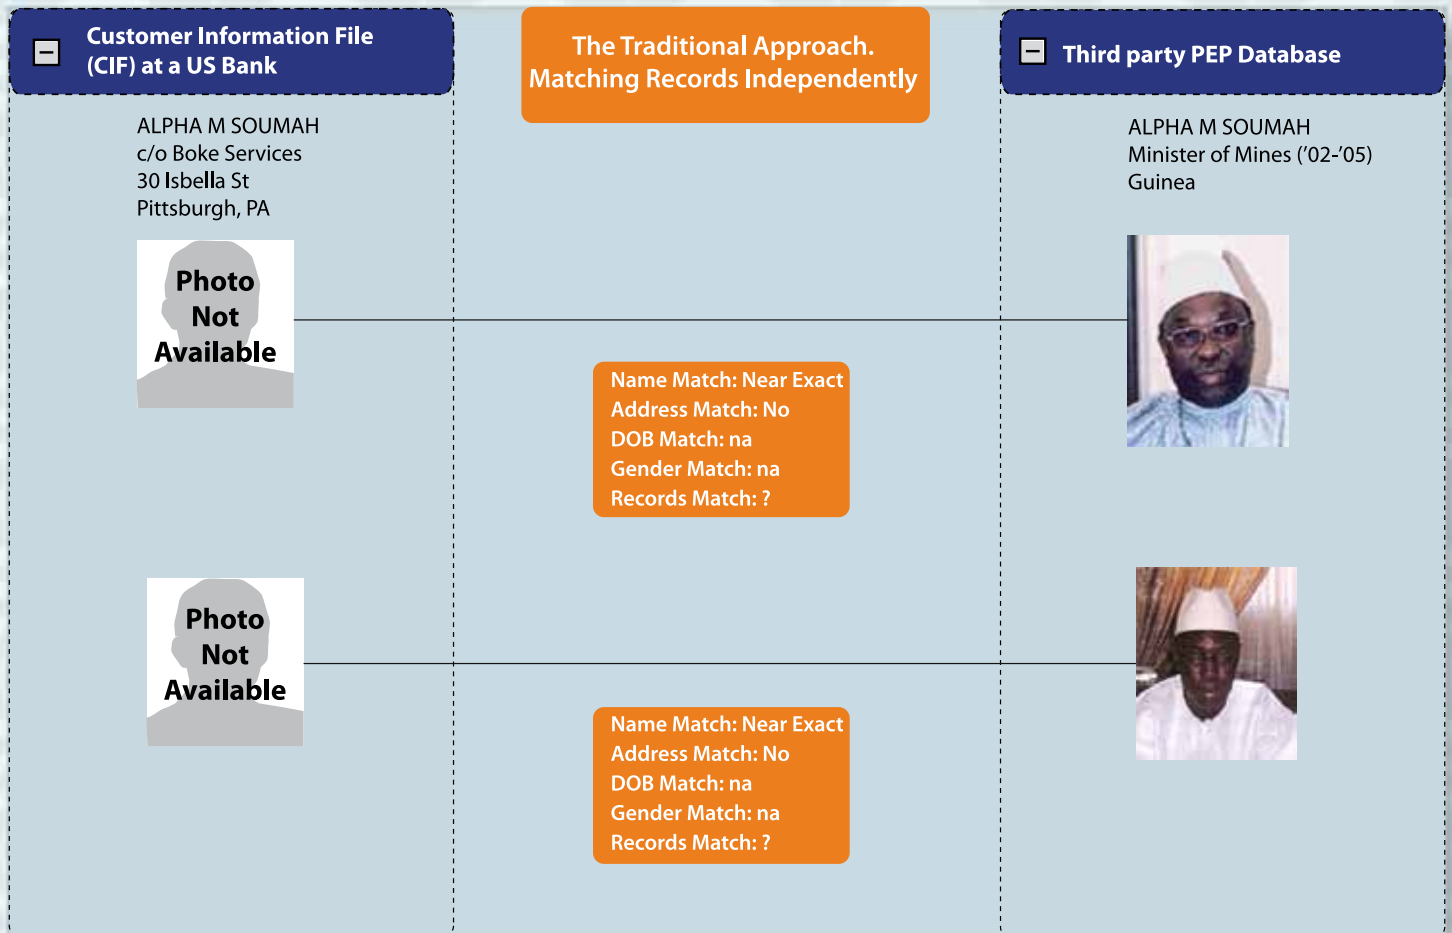 Customer Information File
(CIF) at a US Bank
The Traditional Approach.
Matching Records Independently
Third party PEP Database
ALPHA M SOUMAH
c/o Boke Services
30 Isbella St
Pittsburgh, PA
ALPHA M SOUMAH
Minister of Mines (’02-’05)
Guinea
Photo
Not
Available
Name Match: Near Exact
Address Match: No
DOB Match: na
Gender Match: na
Records Match: ?
Photo
Not
Available
Name Match: Near Exact
Address Match: No
DOB Match: na
Gender Match: na
Records Match: ?